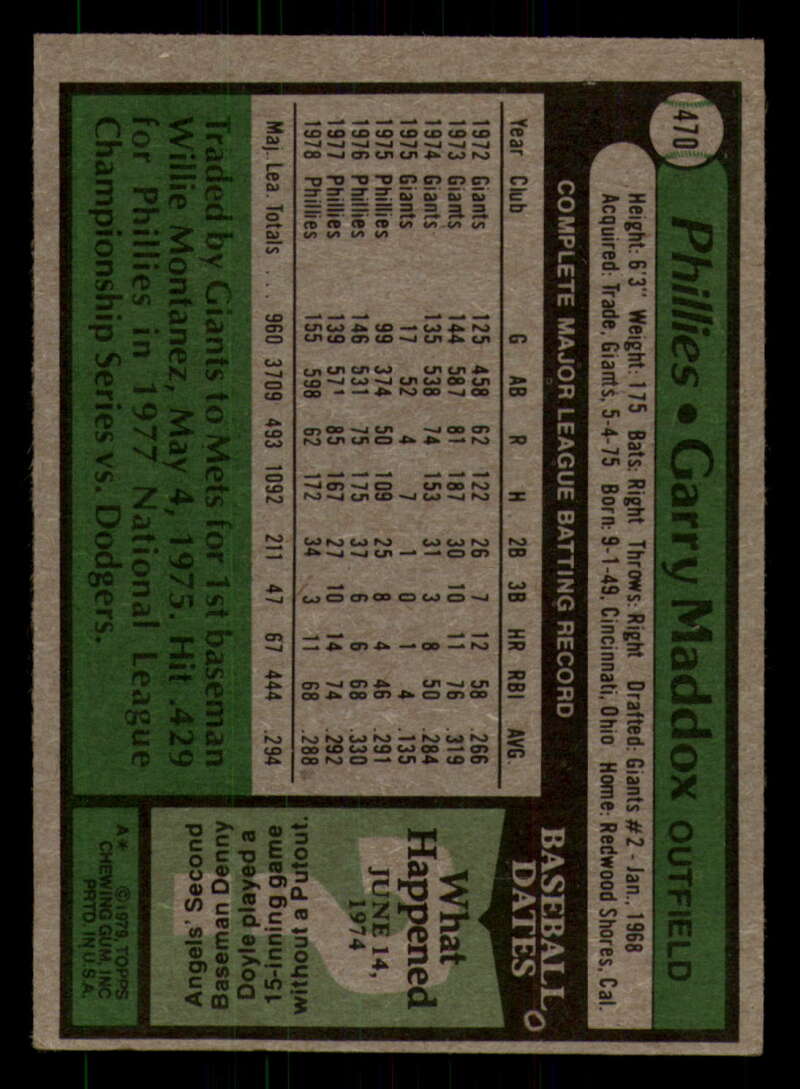 470
Phillies • Garry Maddox OUTFIELD
Height: 6'3" Weight: 175 Bats: Right Throws: Right Drafted: Giants #2 - Jan., 1968
Acquired: Trade, Giants, 5-4-75 Born: 9-1-49, Cincinnati, Ohio Home: Redwood Shores, Cal.
COMPLETE MAJOR LEAGUE BATTING RECORD
Year Club G AB R H 2B 3B HR RBI AVG.
1972 Giants 125 458 62 122 26 7 12 58 .266
1973 Giants 144 587 81 187 30 10 11 76 .319
1974 Giants 135 538 74 153 31 3 8 50 .284
1975 Giants 17 52 4 7 1 0 1 4 .135
1975 Phillies 99 374 50 109 25 8 4 46 .291
1976 Phillies 146 531 75 175 37 6 6 68 .330
1977 Phillies 139 571 85 167 27 10 14 74 .292
1978 Phillies 155 598 62 172 34 3 11 68 .288
Maj. Lea. Totals . . . 960 3709 493 1092 211 47 67 444 .294
Traded by Giants to Mets for 1st baseman
Willie Montanez, May 4, 1975. Hit .429
for Phillies in 1977 National League
Championship Series vs. Dodgers.
BASEBALL
DATES
What
Happened
JUNE 14,
1974
Angels' Second
Baseman Denny
Doyle played a
15-inning game
without a Putout.
A* ©1979, TOPPS
CHEWING GUM, INC
PRTD. IN U.S.A.